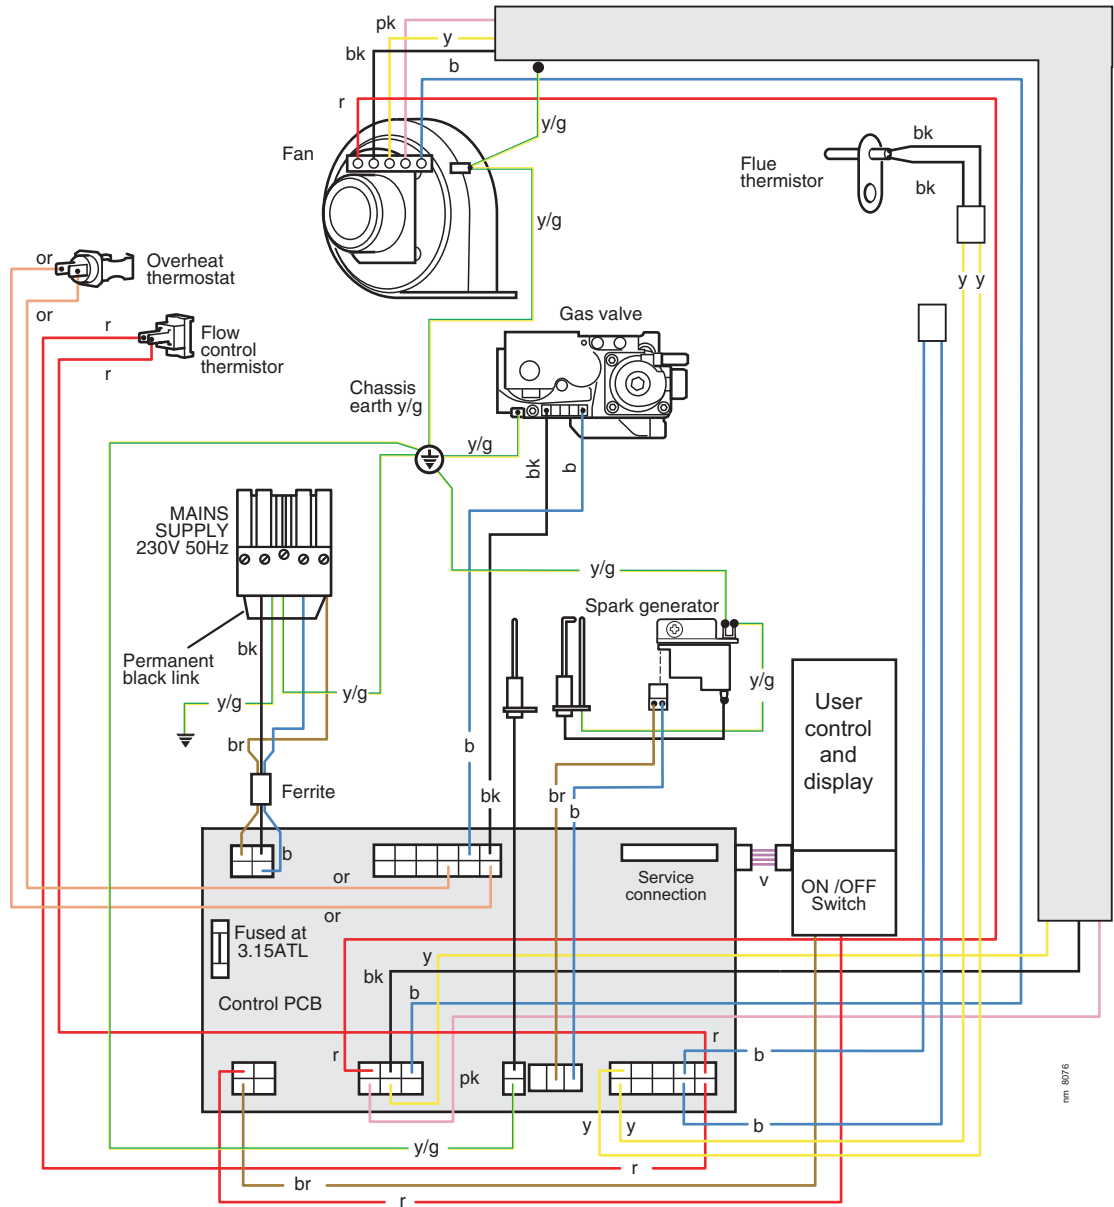 pk
y
bk
b
r
y/g
Fan
bk
Flue
thermistor
bk
y/g
or
Overheat
thermostat
y y
or
Gas valve
r
Flow
control
thermistor
r
Chassis
earth y/g
y/g
bk
b
MAINS
SUPPLY
230V 50Hz
y/g
Spark generator
bk
Permanent
black link
y/g
y/g
y/g
User
control
and
display
br
b
Ferrite
bk
br
b
b
or
Service
connection
v
ON /OFF
Switch
or
Fused at
3.15ATL
y
bk
b
Control PCB
r
r
b
pk
nm 8076
y
y
b
y/g
r
br
r